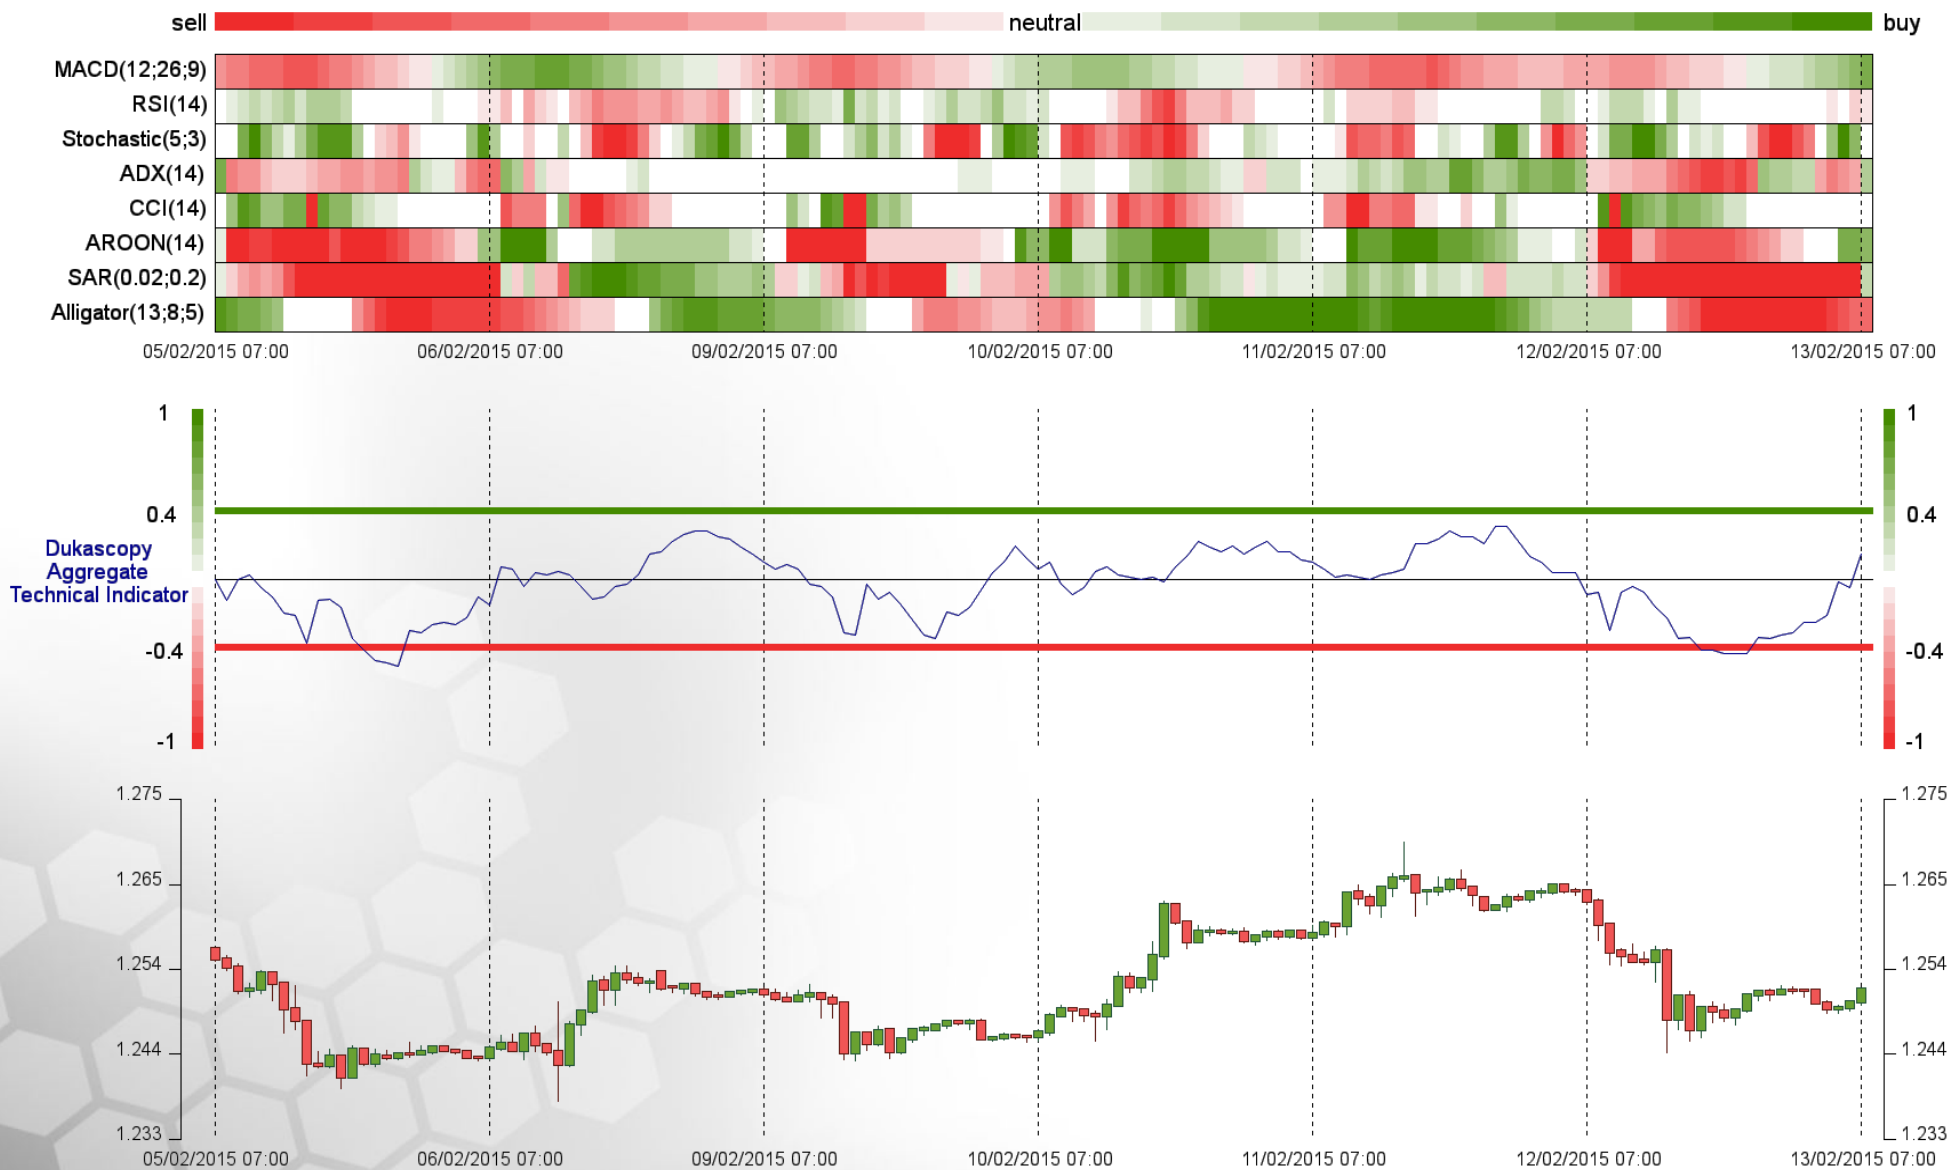 sell neutral buy
MACD(12;26;9)
RSI(14)
Stochastic(5;3)
ADX(14)
CCI(14)
AROON(14)
SAR(0.02;0.2)
Alligator(13;8;5)
05/02/2015 07:00 06/02/2015 07:00 09/02/2015 07:00 10/02/2015 07:00 11/02/2015 07:00 12/02/2015 07:00 13/02/2015 07:00
1 1
0.4 0.4
Dukascopy
Aggregate
Technical Indicator
-0.4 -0.4
-1 -1
1.275 1.275
1.265 1.265
1.254 1.254
1.244 1.244
1.233 1.233
05/02/2015 07:00 06/02/2015 07:00 09/02/2015 07:00 10/02/2015 07:00 11/02/2015 07:00 12/02/2015 07:00 13/02/2015 07:00